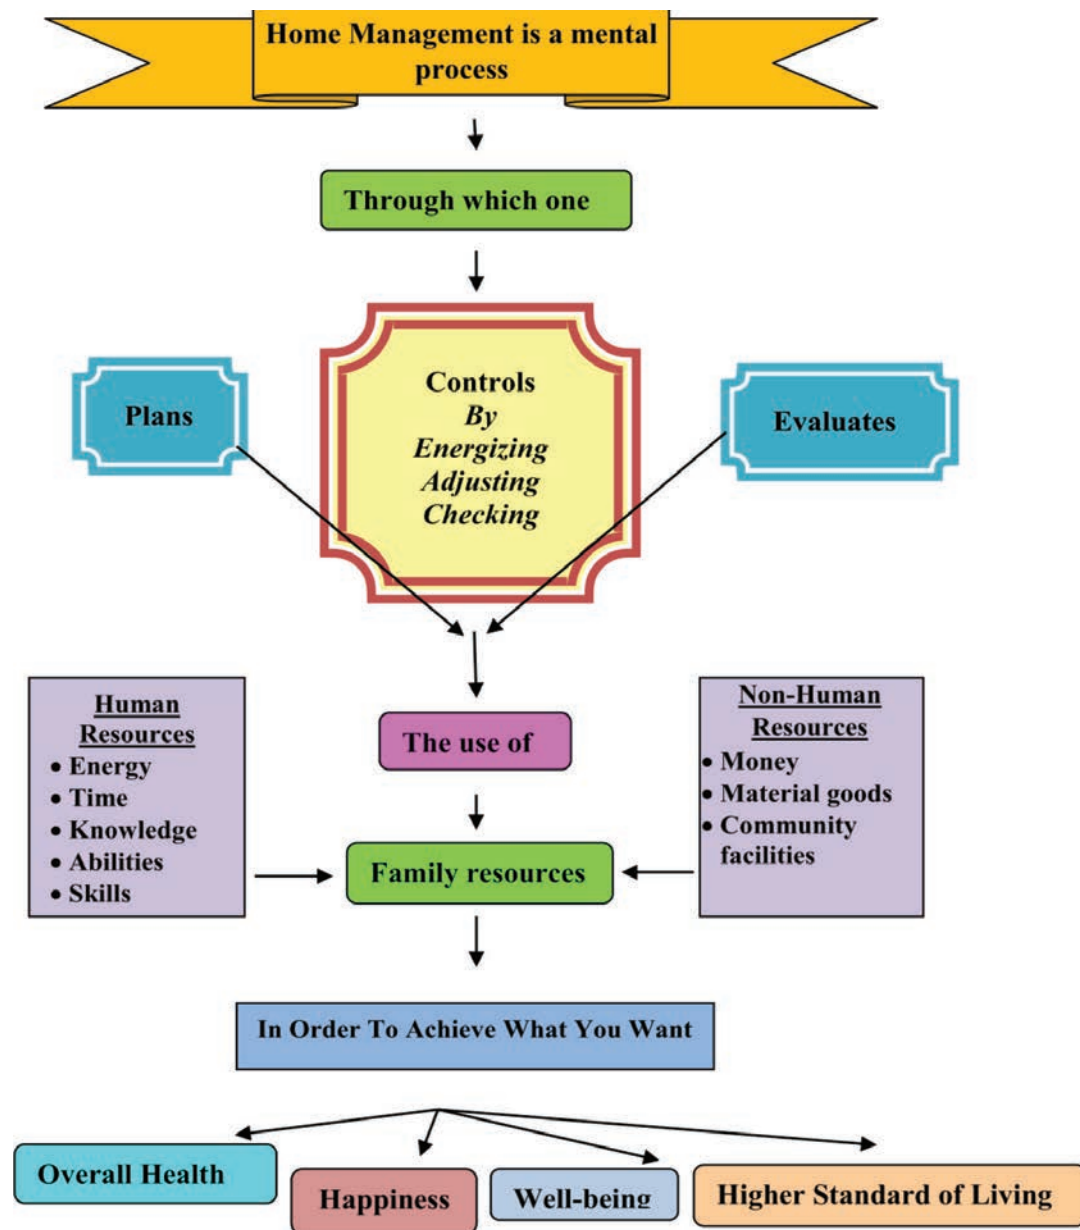 Home Management is a mental
process
Through which one
Plans
Controls
By
Energizing
Adjusting
Checking
Evaluates
Human
Resources
• Energy
• Time
• Knowledge
• Abilities
• Skills
The use of
Family resources
Non-Human
Resources
• Money
• Material goods
• Community
facilities
In Order To Achieve What You Want
Overall Health
Happiness
Well-being
Higher Standard of Living